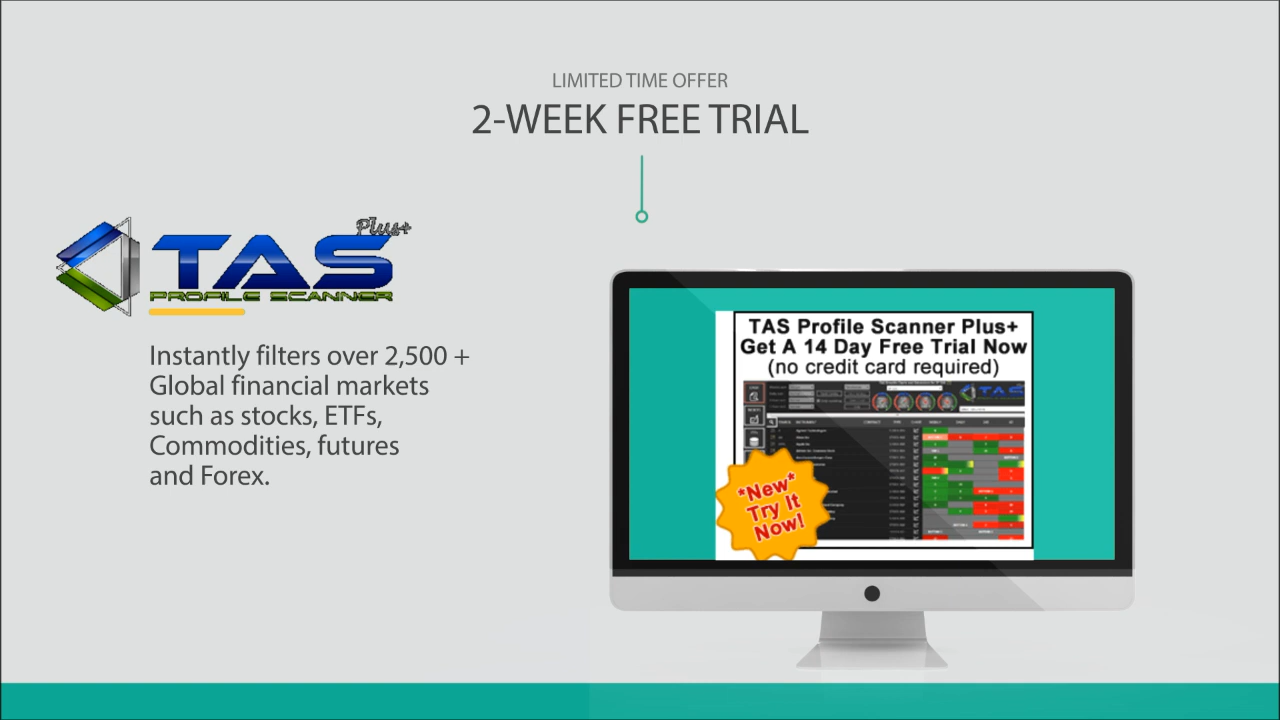 LIMITED TIME OFFER
2-WEEK FREE TRIAL
Plus+
TAS
PROFILE SCANNER
Instantly filters over 2,500 +
Global financial markets
such as stocks, ETFs,
Commodities, futures
and Forex.
TAS Profile Scanner Plus+
Get A 14 Day Free Trial Now
(no credit card required)
TAS
*New*
Try It
Now!